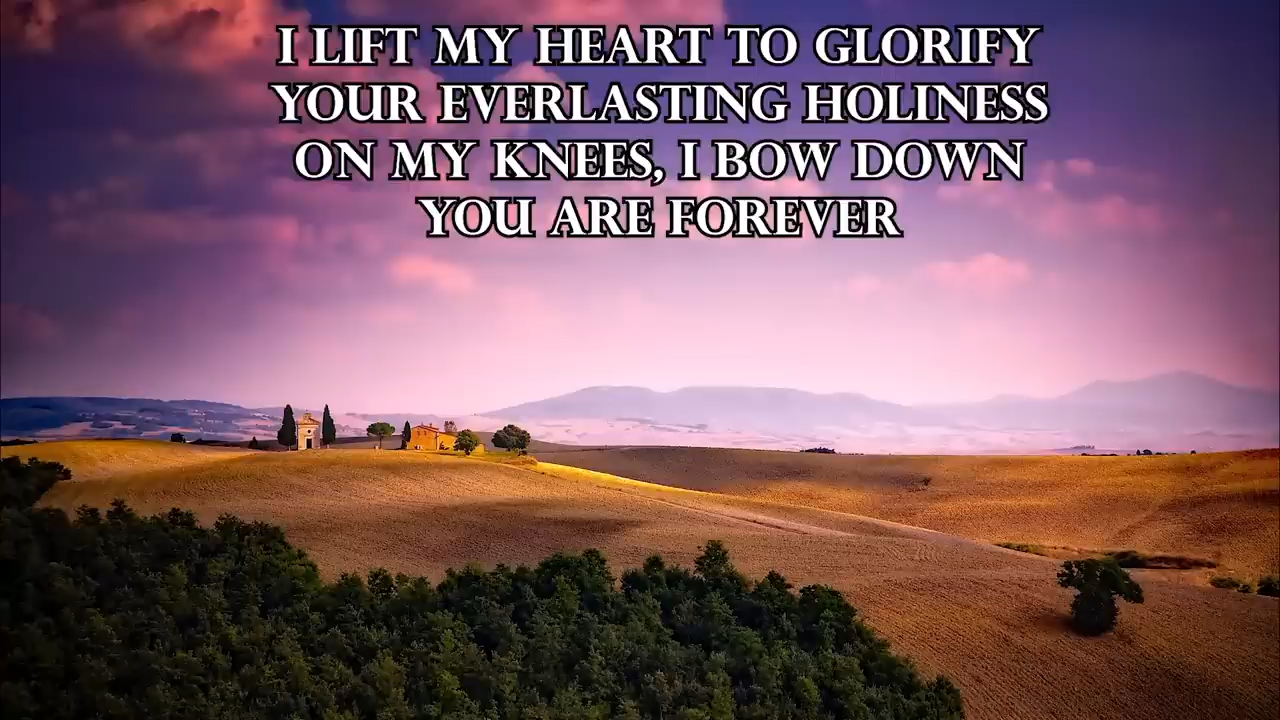 I LIFT MY HEART TO GLORIFY
YOUR EVERLASTING HOLINESS
ON MY KNEES, I BOW DOWN
YOU ARE FOREVER